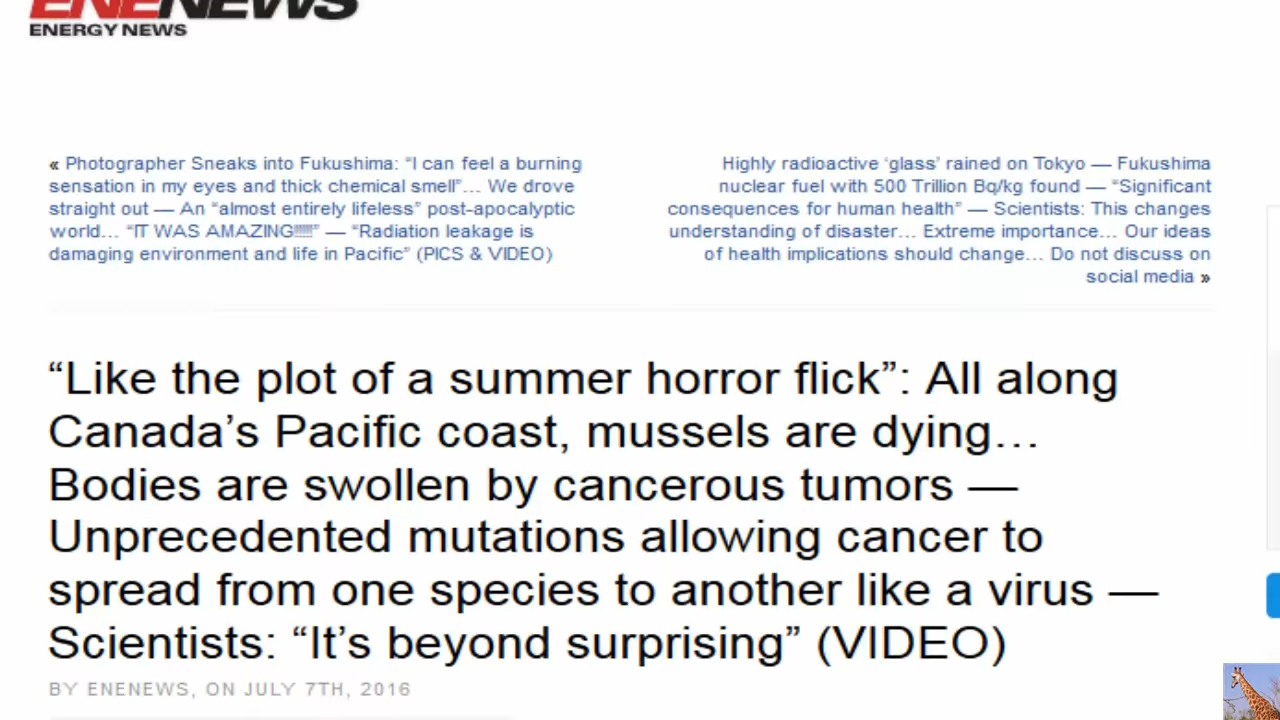 ENENEWS
ENERGY NEWS
« Photographer Sneaks into Fukushima: “I can feel a burning
sensation in my eyes and thick chemical smell”… We drove
straight out — An “almost entirely lifeless” post-apocalyptic
world… “IT WAS AMAZING!!!!!” — “Radiation leakage is
damaging environment and life in Pacific” (PICS & VIDEO)
Highly radioactive ‘glass’ rained on Tokyo — Fukushima
nuclear fuel with 500 Trillion Bq/kg found — “Significant
consequences for human health” — Scientists: This changes
understanding of disaster… Extreme importance… Our ideas
of health implications should change… Do not discuss on
social media »
“Like the plot of a summer horror flick”: All along
Canada’s Pacific coast, mussels are dying…
Bodies are swollen by cancerous tumors —
Unprecedented mutations allowing cancer to
spread from one species to another like a virus —
Scientists: “It’s beyond surprising” (VIDEO)
BY ENENEWS, ON JULY 7TH, 2016